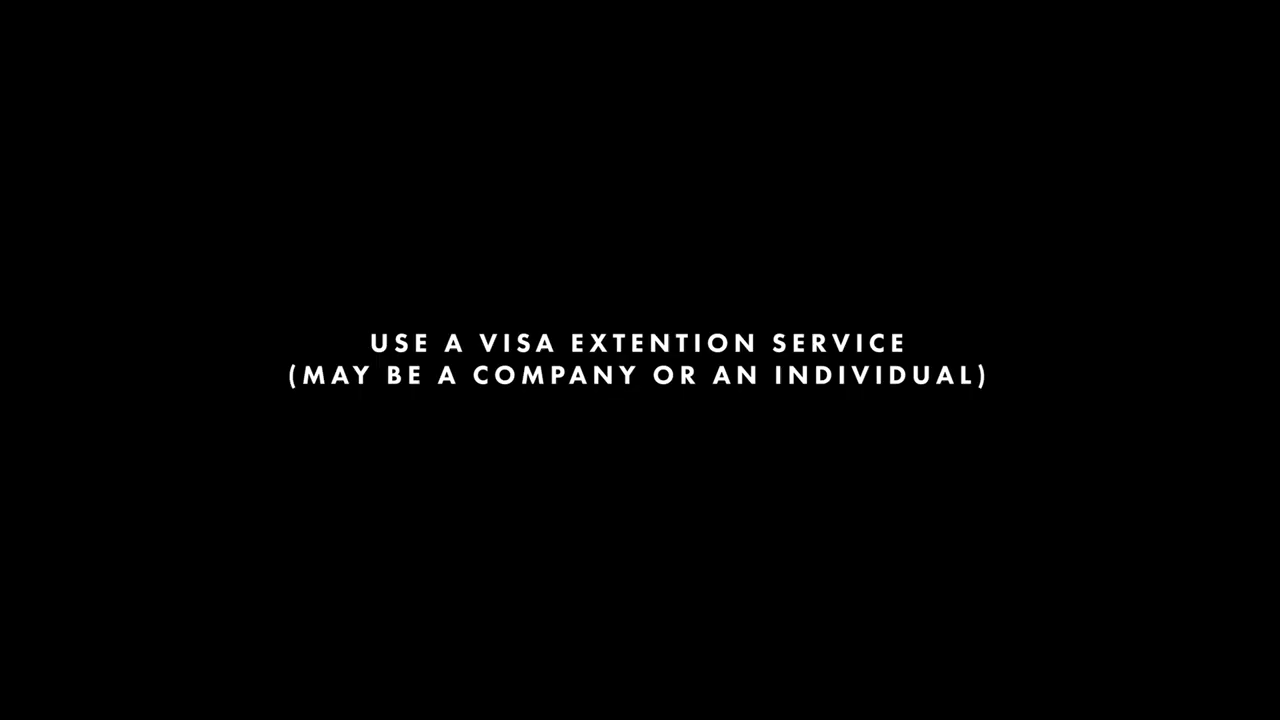 USE A VISA EXTENTION SERVICE
(MAY BE A COMPANY OR AN INDIVIDUAL)